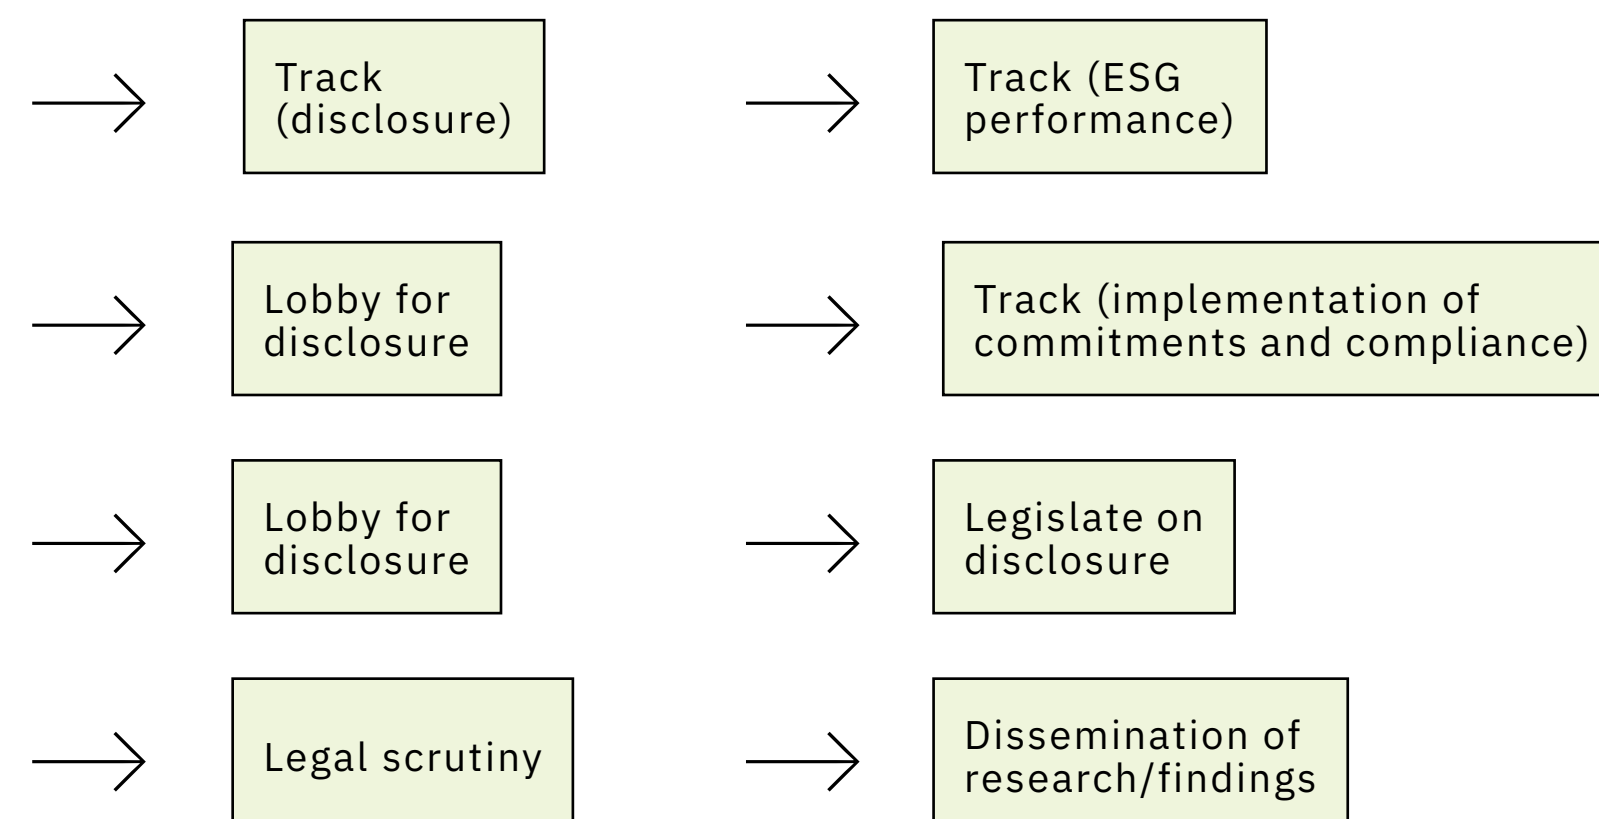 Track
(disclosure)
Track (ESG
performance)
Lobby for
disclosure
Track (implementation of
commitments and compliance)
Lobby for
disclosure
Legislate on
disclosure
Legal scrutiny
Dissemination of
research/findings